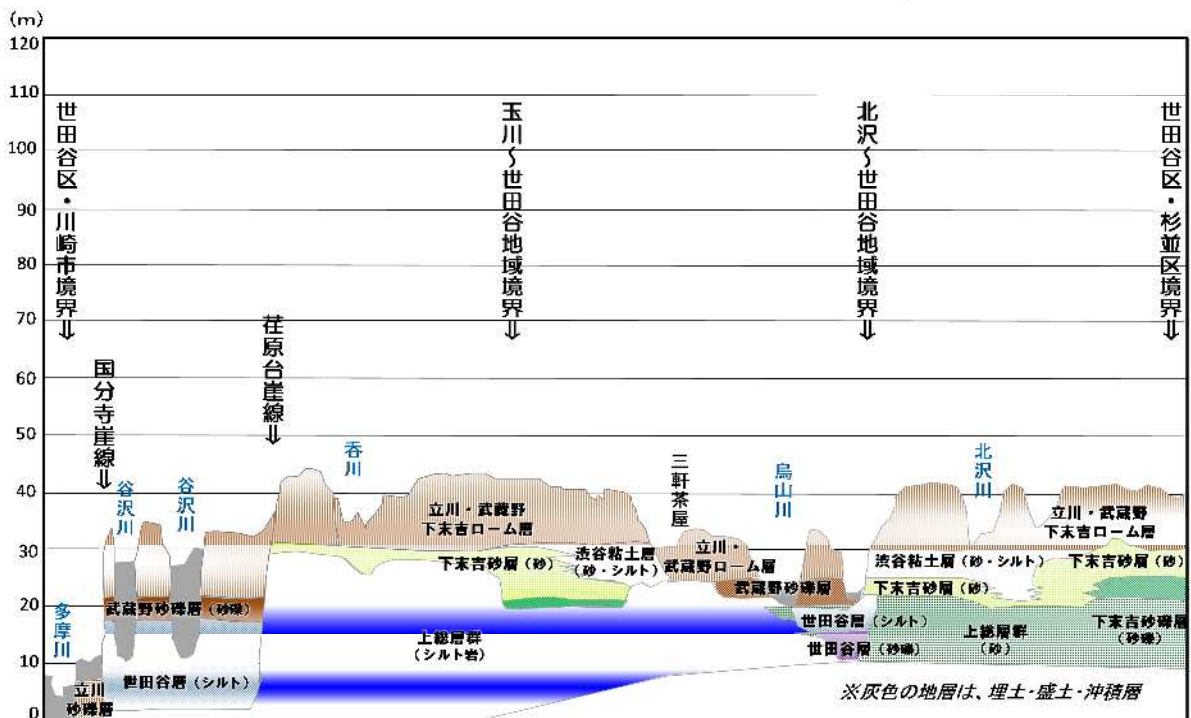 (m)
120
110
100
90
80
70
60
50
40
30
20
10
0
世田谷区・川崎市境界⇓
国分寺崖線⇓
荏原台崖線⇓
玉川～世田谷地域境界⇓
北沢～世田谷地域境界⇓
世田谷区・杉並区境界⇓
多摩川
谷沢川
谷沢川
呑川
三軒茶屋
烏山川
北沢川
立川・武蔵野
下末吉ローム層
下末吉砂層(砂)
渋谷粘土層
(砂・シルト)
立川・
武蔵野ローム層
武蔵野砂礫層
立川・武蔵野
下末吉ローム層
渋谷粘土層(砂・シルト)
下末吉砂層(砂)
下末吉砂層(砂)
武蔵野砂礫層(砂礫)
世田谷層(シルト)
世田谷層(砂礫)
上総層群
(シルト岩)
上総層群
(砂)
下末吉砂礫層
(砂礫)
世田谷層(シルト)
立川
砂礫層
※灰色の地層は、埋土・盛土・沖積層